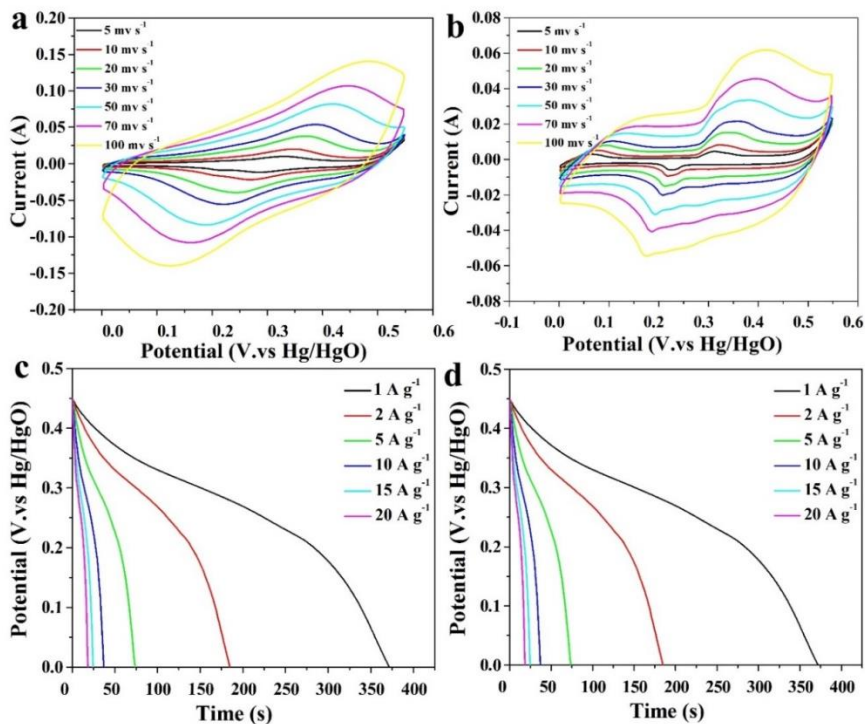 a
0.20
0.15
0.10
0.05
0.00
-0.05
-0.10
-0.15
-0.20
Current (A)
5 mv s⁻¹
10 mv s⁻¹
20 mv s⁻¹
30 mv s⁻¹
50 mv s⁻¹
70 mv s⁻¹
100 mv s⁻¹
0.0 0.1 0.2 0.3 0.4 0.5 0.6
Potential (V.vs Hg/HgO)
b
0.08
0.06
0.04
0.02
0.00
-0.02
-0.04
-0.06
-0.08
Current (A)
5 mv s⁻¹
10 mv s⁻¹
20 mv s⁻¹
30 mv s⁻¹
50 mv s⁻¹
70 mv s⁻¹
100 mv s⁻¹
-0.1 0.0 0.1 0.2 0.3 0.4 0.5 0.6
Potential (V.vs Hg/HgO)
c
0.5
0.4
0.3
0.2
0.1
0.0
Potential (V.vs Hg/HgO)
1 A g⁻¹
2 A g⁻¹
5 A g⁻¹
10 A g⁻¹
15 A g⁻¹
20 A g⁻¹
0 50 100 150 200 250 300 350 400
Time (s)
d
0.5
0.4
0.3
0.2
0.1
0.0
Potential (V.vs Hg/HgO)
1 A g⁻¹
2 A g⁻¹
5 A g⁻¹
10 A g⁻¹
15 A g⁻¹
20 A g⁻¹
0 50 100 150 200 250 300 350 400
Time (s)